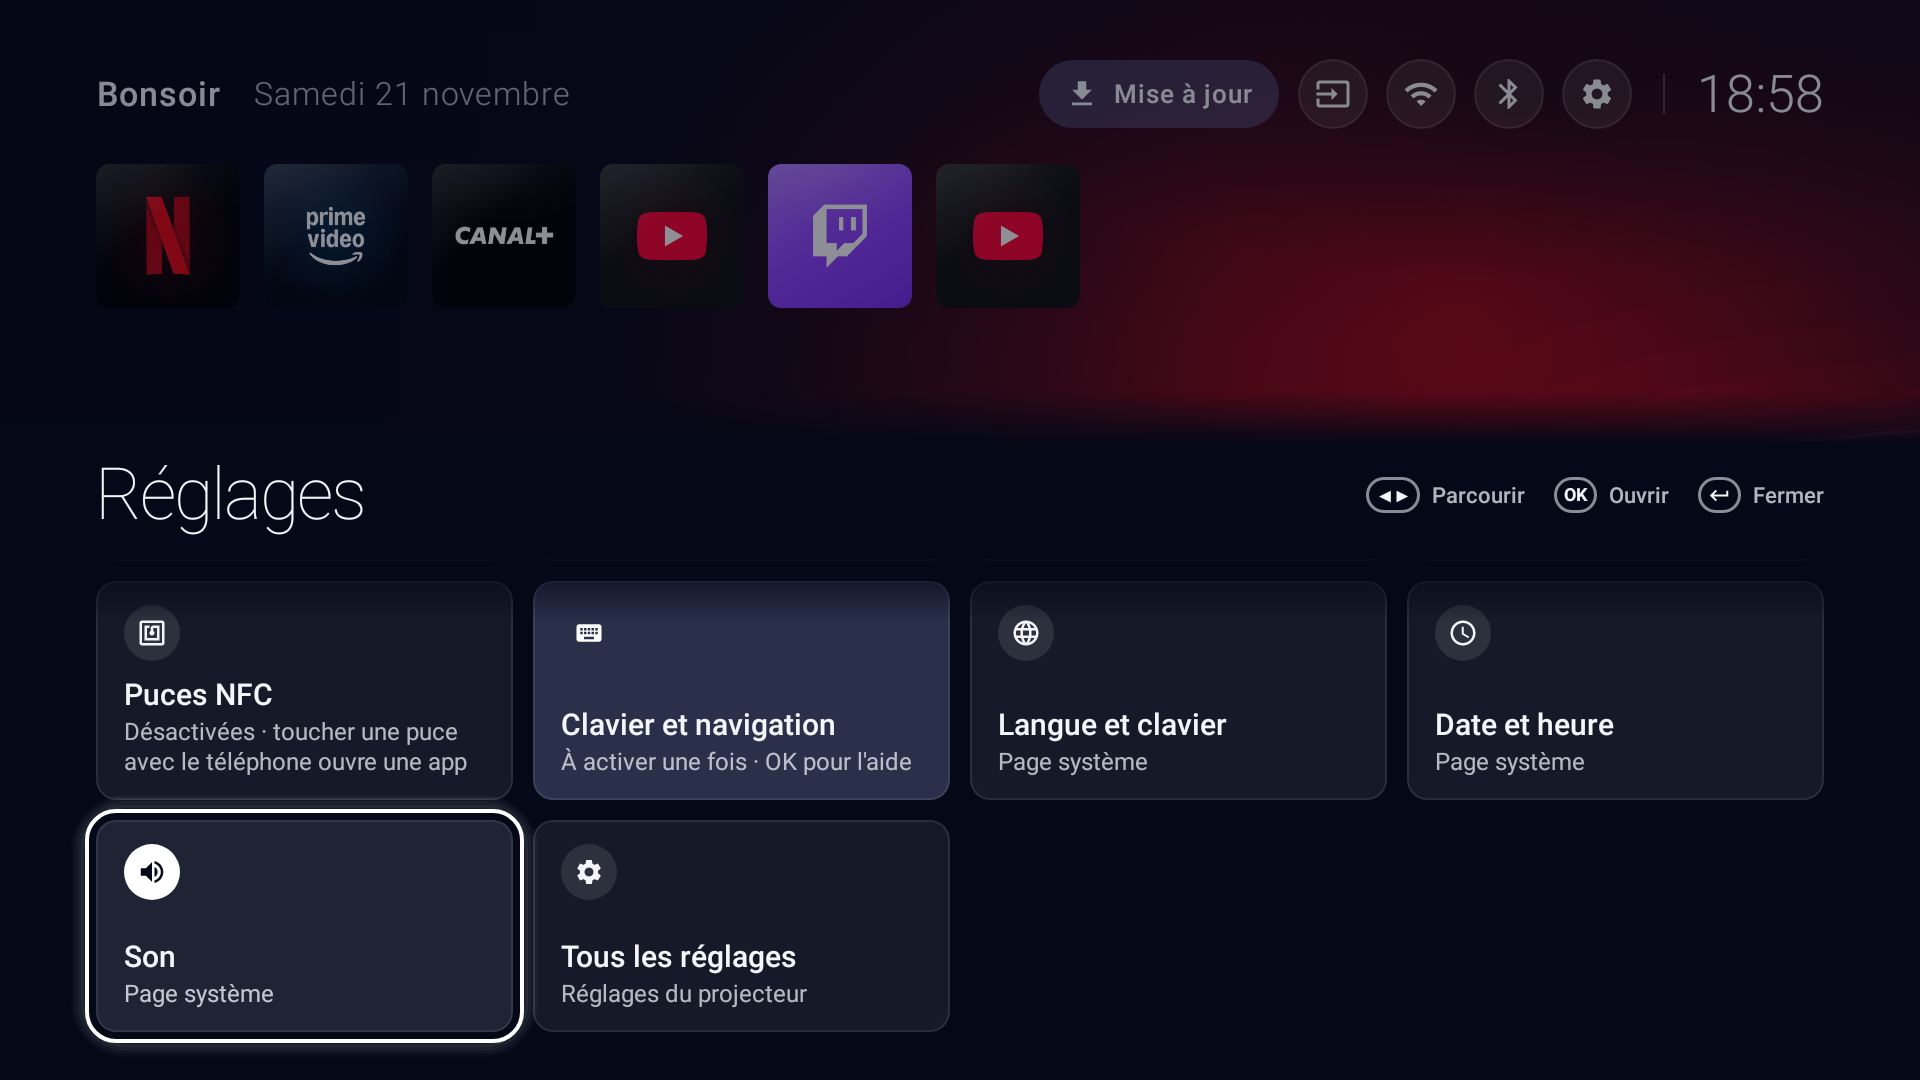 Bonsoir Samedi 21 novembre
Mise à jour
18:58
prime
video
CANAL+
Réglages
Parcourir
OK Ouvrir
Fermer
Puces NFC
Désactivées · toucher une puce
avec le téléphone ouvre une app
Clavier et navigation
À activer une fois · OK pour l'aide
Langue et clavier
Page système
Date et heure
Page système
Son
Page système
Tous les réglages
Réglages du projecteur